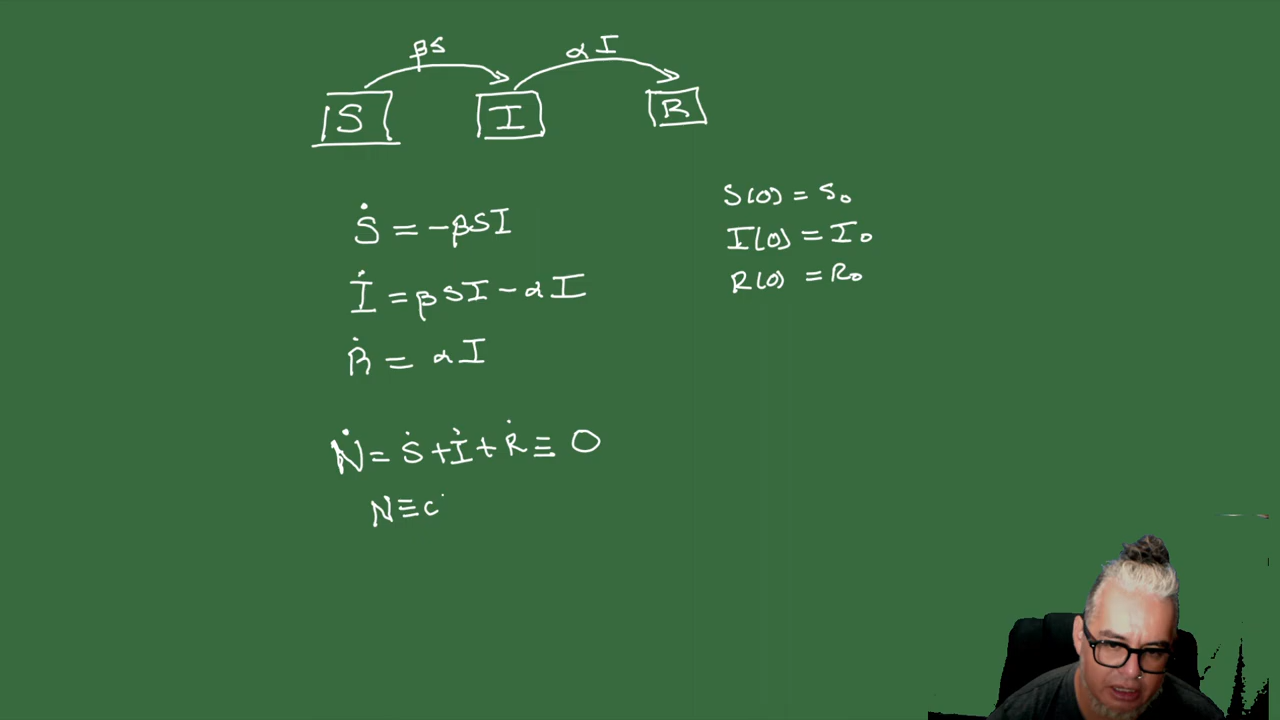 βS αI
S I R
S(0) = S₀
I(0) = I₀
R(0) = R₀
Ṡ = -βSI
İ = βSI - αI
Ṙ = αI
Ṅ = Ṡ + İ + Ṙ ≡ 0
N ≡ c